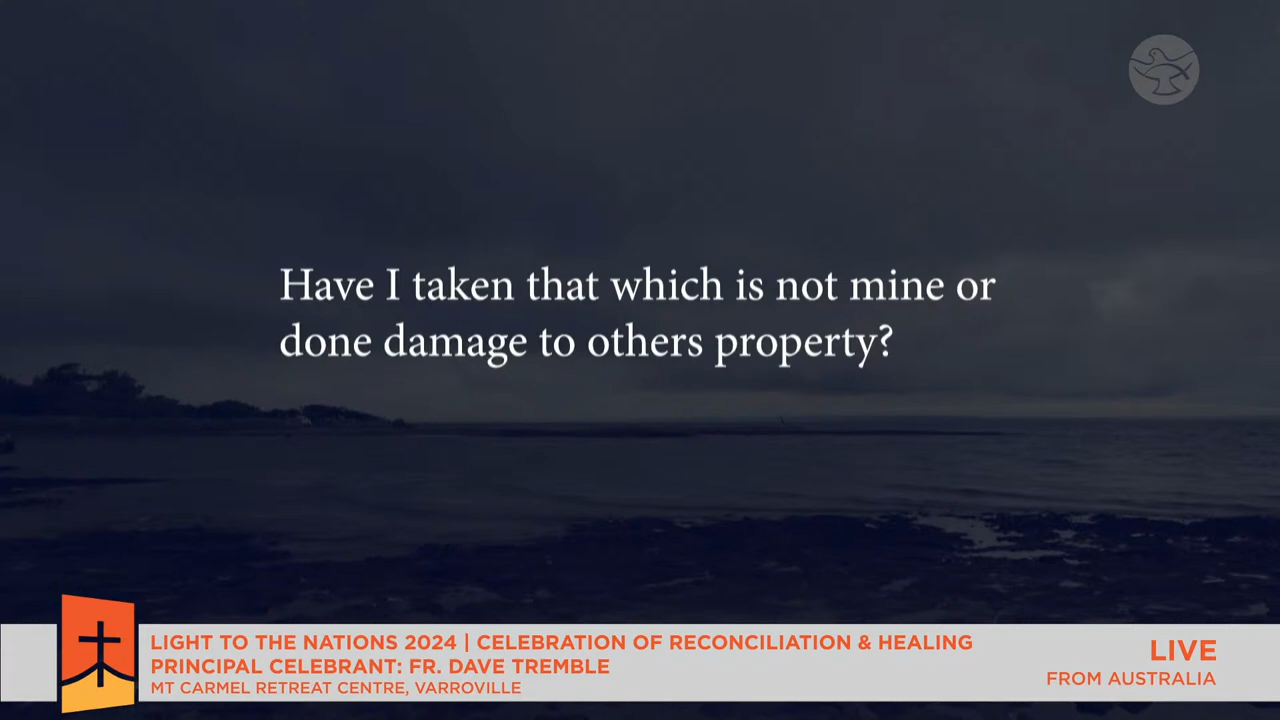 Have I taken that which is not mine or
done damage to others property?
LIGHT TO THE NATIONS 2024 | CELEBRATION OF RECONCILIATION & HEALING
PRINCIPAL CELEBRANT: FR. DAVE TREMBLE
MT CARMEL RETREAT CENTRE, VARROVILLE
LIVE
FROM AUSTRALIA